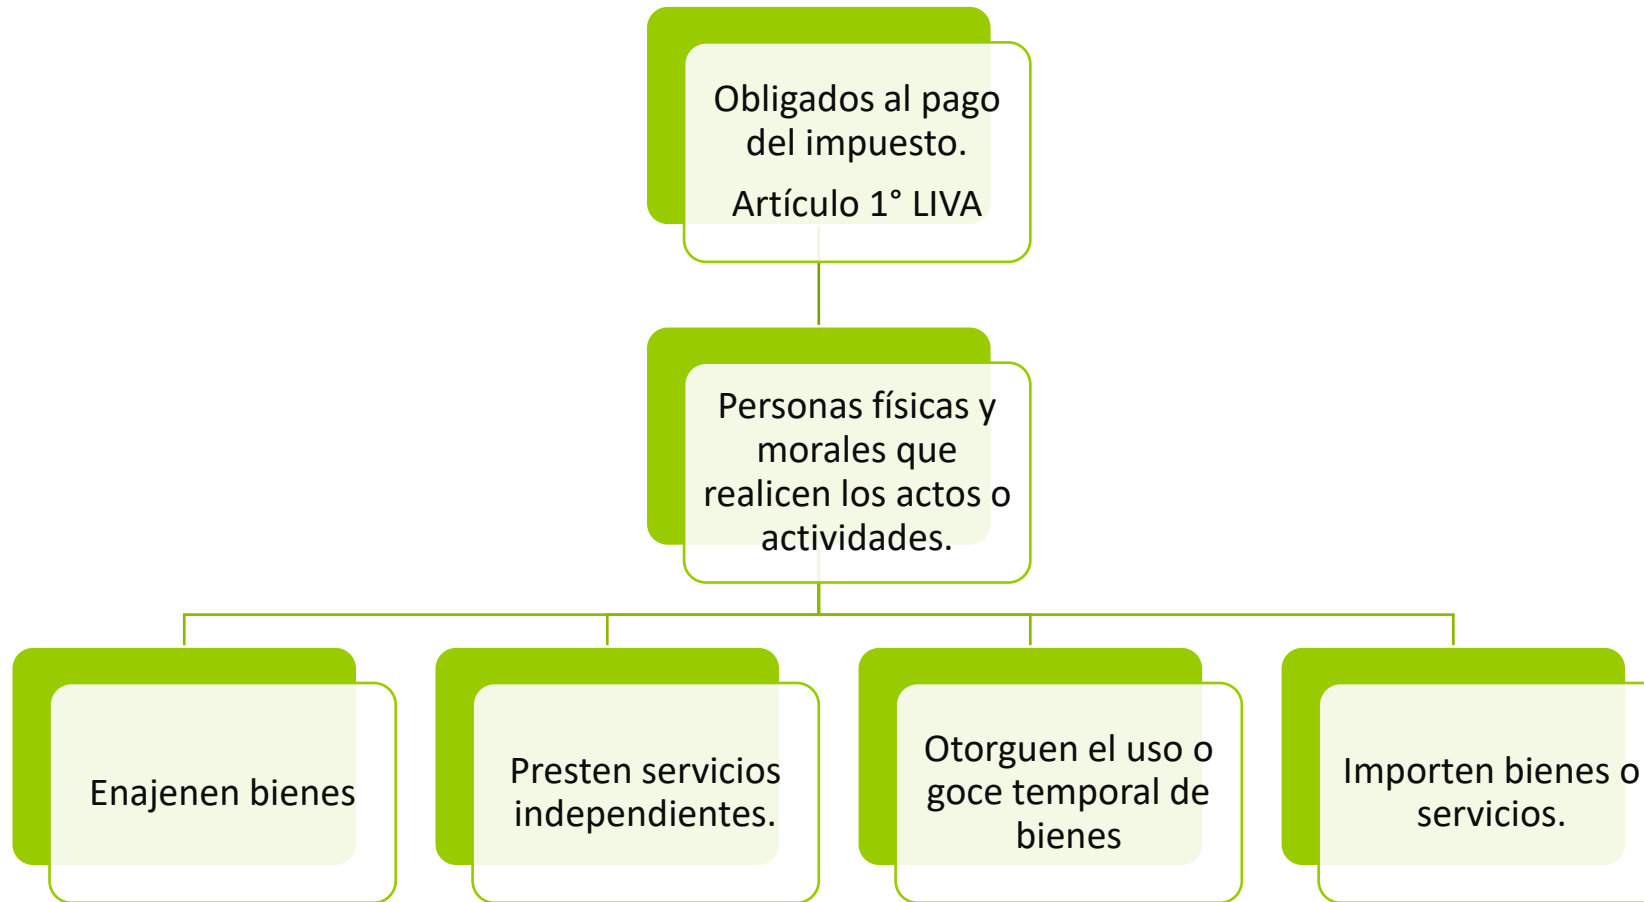 Obligados al pago
del impuesto.
Artículo 1° LIVA
Personas físicas y
morales que
realicen los actos o
actividades.
Enajenen bienes
Presten servicios
independientes.
Otorguen el uso o
goce temporal de
bienes
Importen bienes o
servicios.